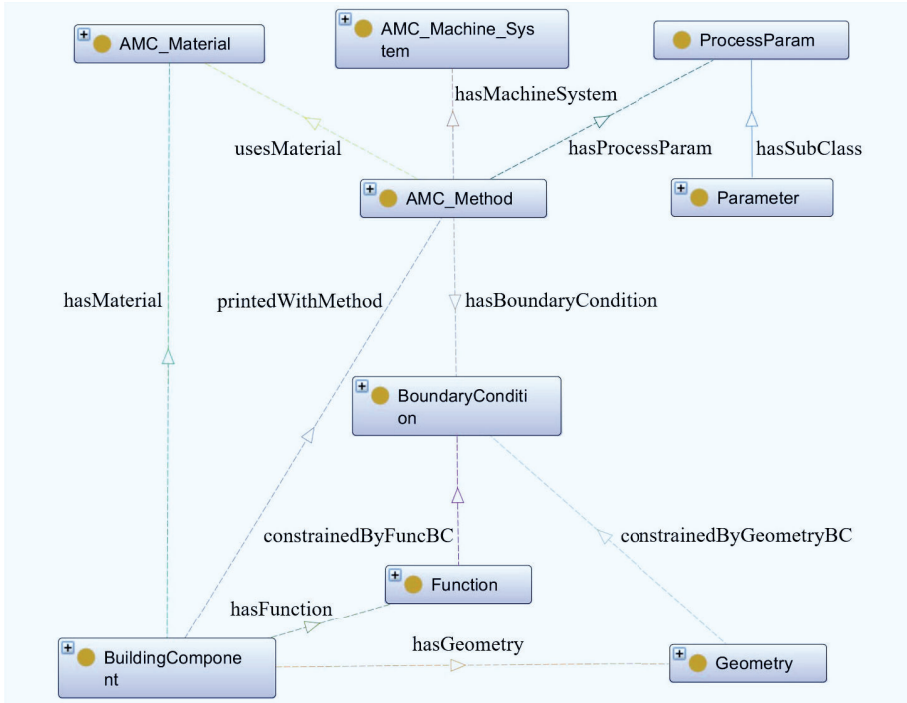 AMC_Material
AMC_Machine_Sys
tem
ProcessParam
hasMachineSystem
usesMaterial
hasProcessParam
hasSubClass
AMC_Method
Parameter
hasMaterial
printedWithMethod
hasBoundaryCondition
BoundaryConditi
on
constrainedByFuncBC
constrainedByGeometryBC
Function
hasFunction
hasGeometry
BuildingCompone
nt
Geometry